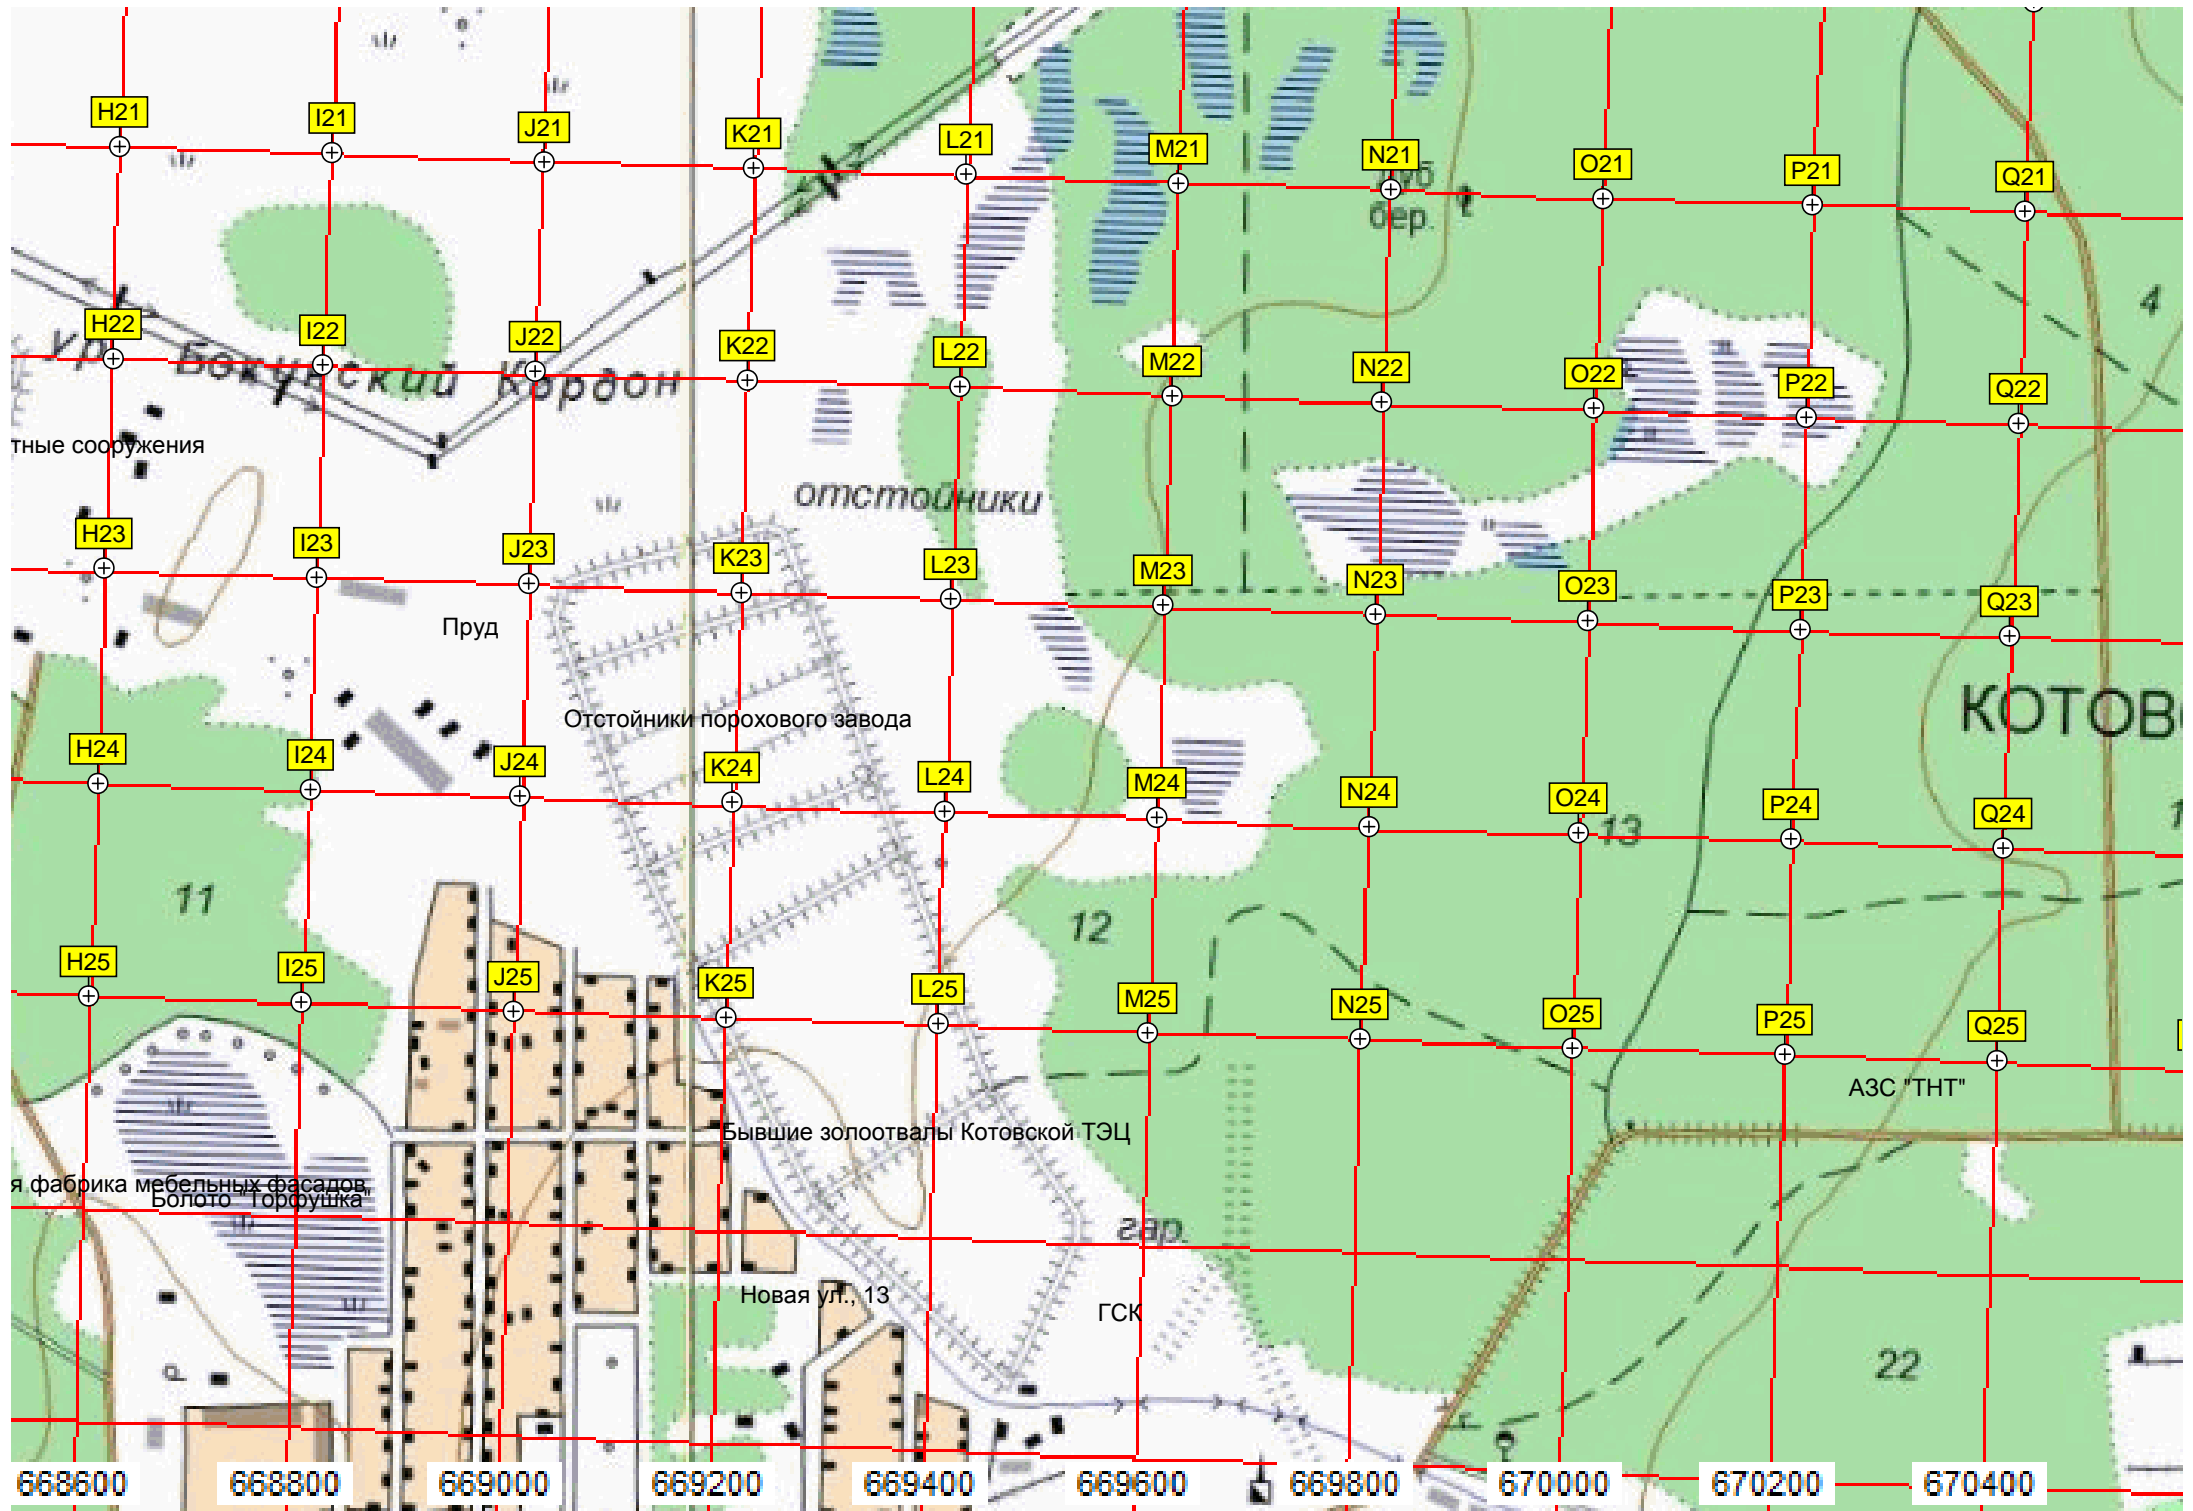 H21 I21 J21 K21 L21 M21 N21 O21 P21 Q21
бер.
4
H22 I22 J22 K22 L22 M22 N22 O22 P22 Q22
ур. Бокинский Кордон
тные сооружения
отстойники
H23 I23 J23 K23 L23 M23 N23 O23 P23 Q23
Пруд
КОТОВ
Отстойники порохового завода
H24 I24 J24 K24 L24 M24 N24 O24 P24 Q24
13
11
12
H25 I25 J25 K25 L25 M25 N25 O25 P25 Q25
АЗС "ТНТ"
Бывшие золоотвалы Котовской ТЭЦ
я фабрика мебельных фасадов
Болото "Торфушка"
гар.
Новая ул., 13
ГСК
22
668600 668800 669000 669200 669400 669600 669800 670000 670200 670400